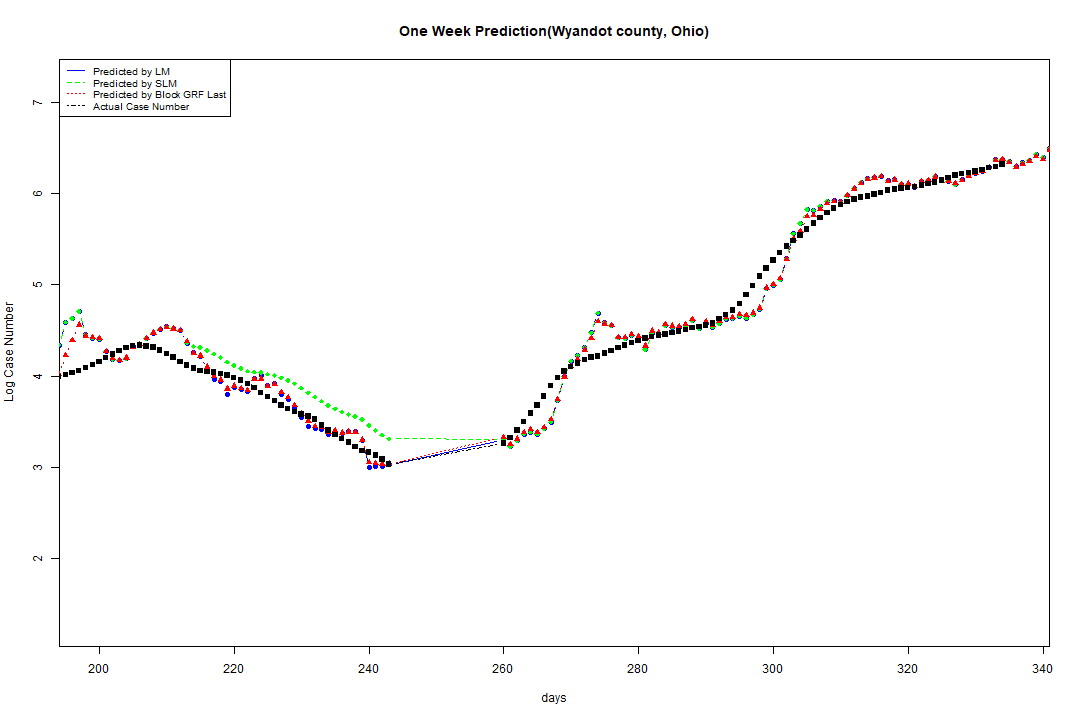 One Week Prediction(Wyandot county, Ohio)
Predicted by LM
Predicted by SLM
Predicted by Block GRF Last
Actual Case Number
7
6
5
4
3
2
Log Case Number
200 220 240 260 280 300 320 340
days